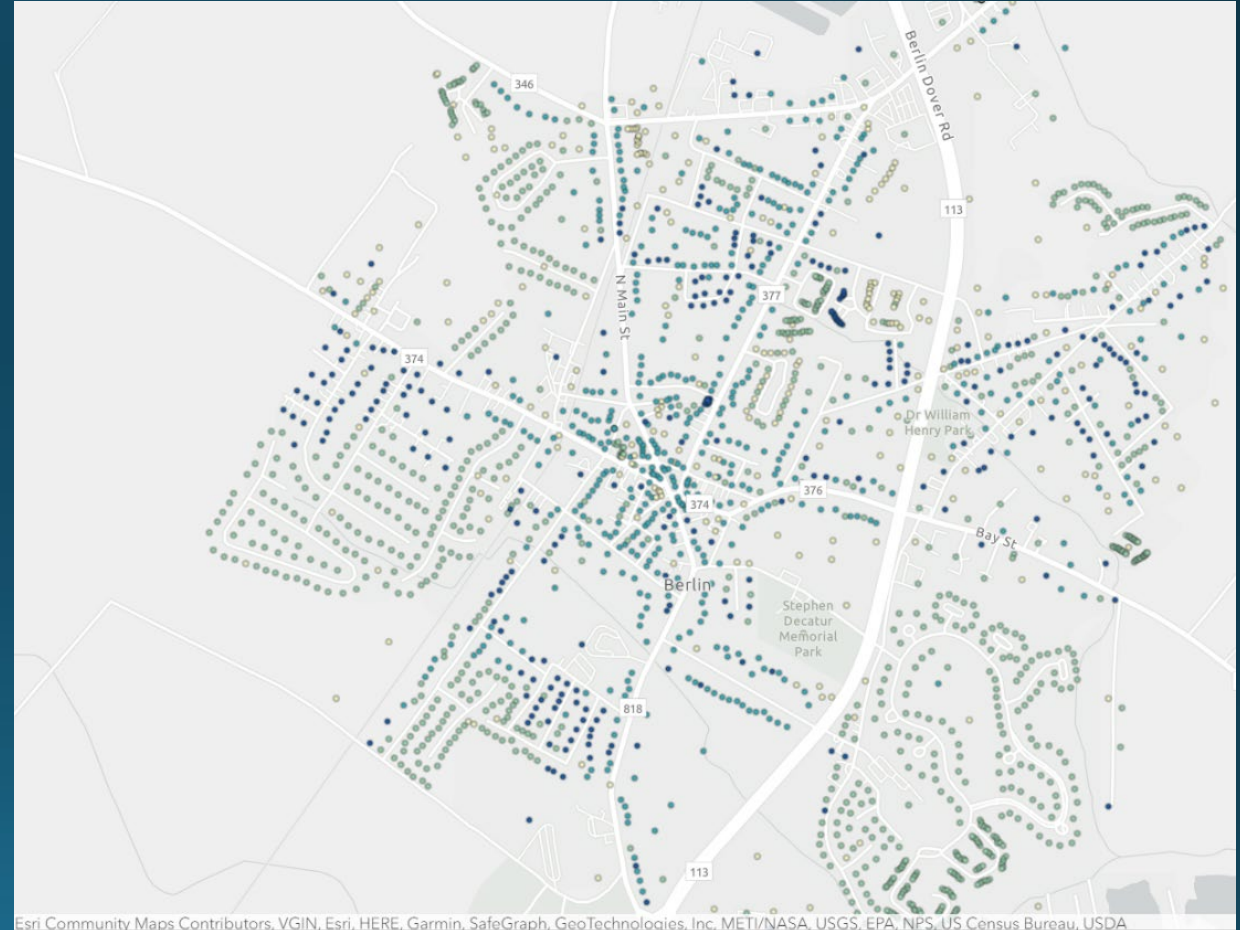 346
Berlin Dover Rd
113
N Main St
377
374
Dr William
Henry Park
376
374
Bay St
Berlin
Stephen
Decatur
Memorial
Park
818
113
Esri Community Maps Contributors, VGIN, Esri, HERE, Garmin, SafeGraph, GeoTechnologies, Inc, METI/NASA, USGS, EPA, NPS, US Census Bureau, USDA